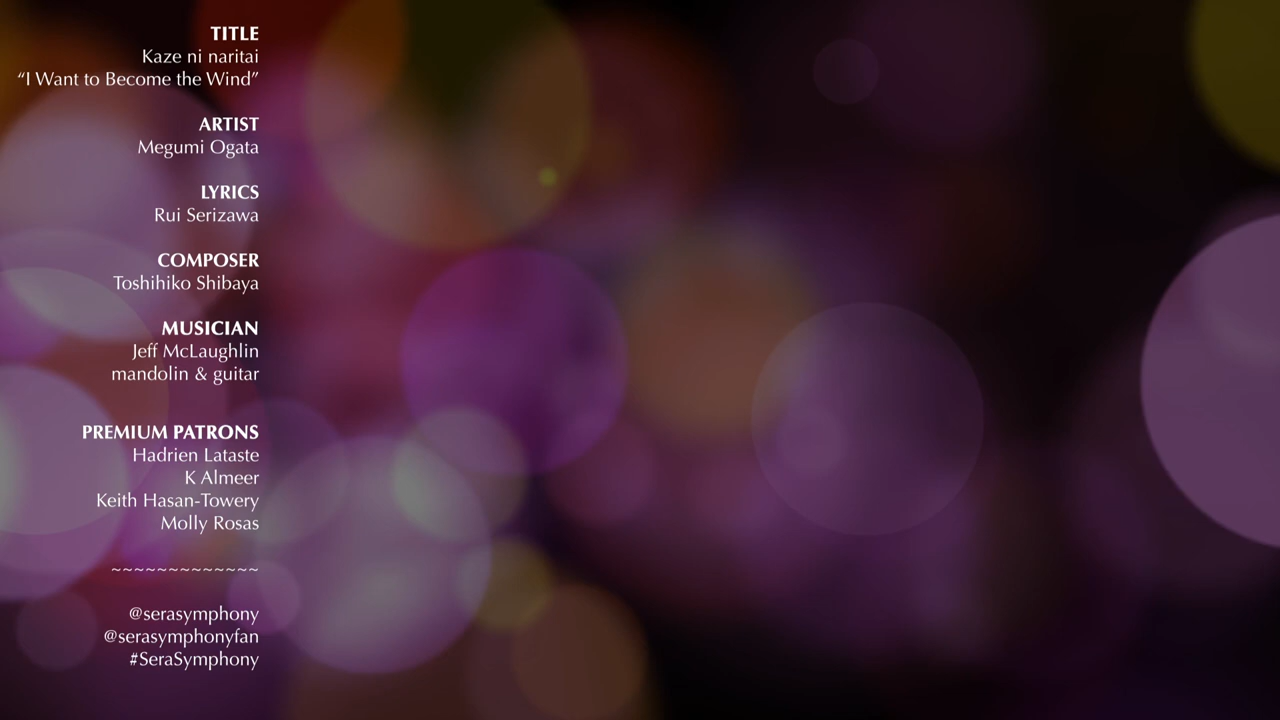 TITLE
Kaze ni naritai
“I Want to Become the Wind”
ARTIST
Megumi Ogata
LYRICS
Rui Serizawa
COMPOSER
Toshihiko Shibaya
MUSICIAN
Jeff McLaughlin
mandolin & guitar
PREMIUM PATRONS
Hadrien Lataste
K Almeer
Keith Hasan-Towery
Molly Rosas
~~~~~~~~~~~~~
@serasymphony
@serasymphonyfan
#SeraSymphony